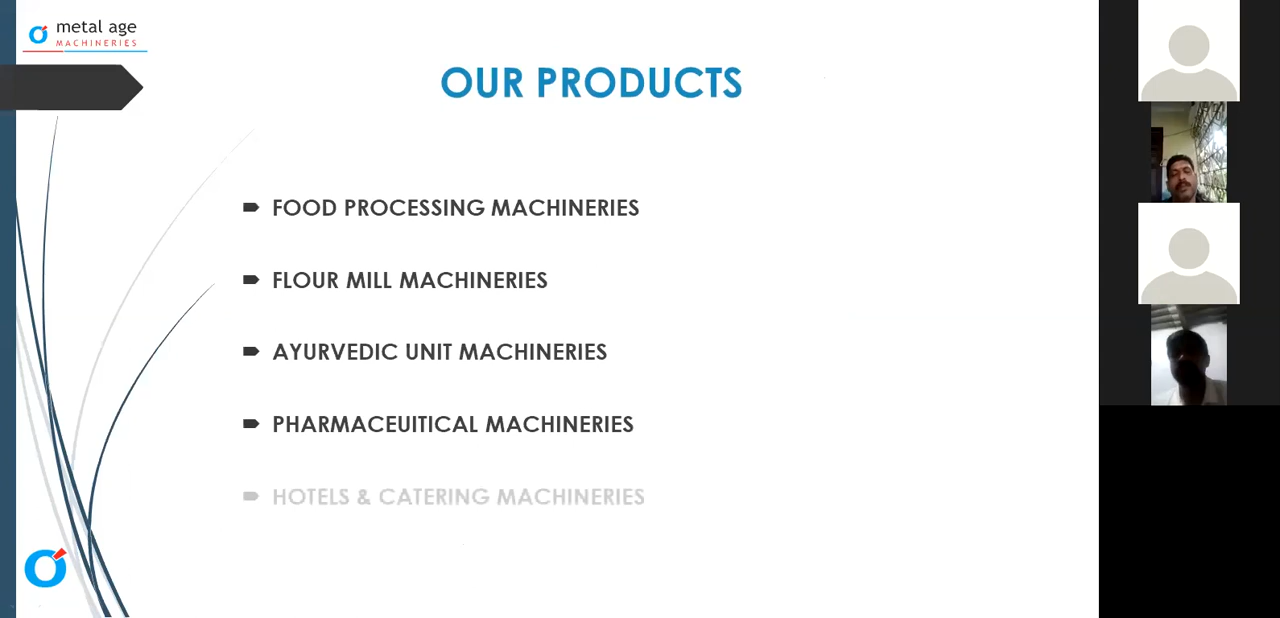 metal age
MACHINERIES
OUR PRODUCTS
FOOD PROCESSING MACHINERIES
FLOUR MILL MACHINERIES
AYURVEDIC UNIT MACHINERIES
PHARMACEUITICAL MACHINERIES
HOTELS & CATERING MACHINERIES